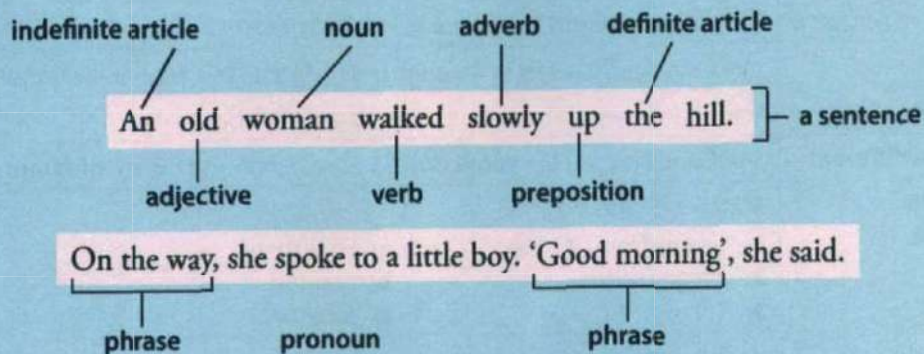 indefinite article noun adverb definite article
An old woman walked slowly up the hill. a sentence
adjective verb preposition
On the way, she spoke to a little boy. 'Good morning', she said.
phrase pronoun phrase